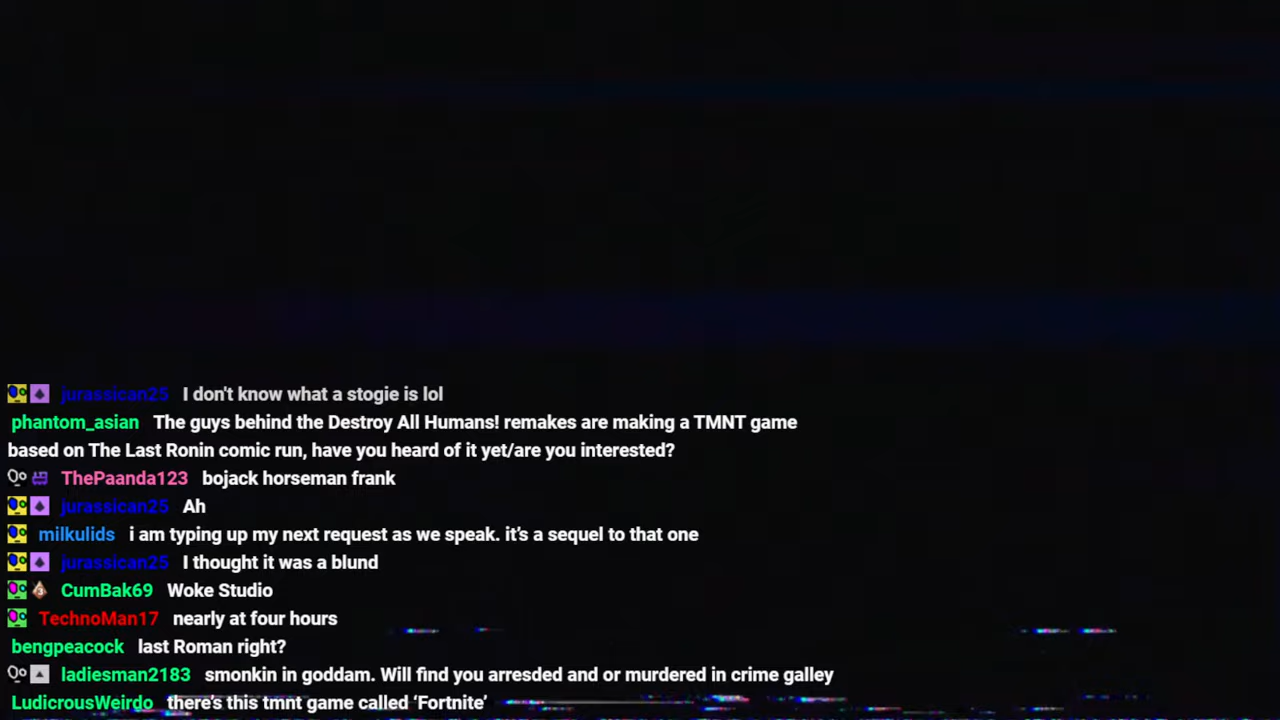 jurassican25 I don't know what a stogie is lol
phantom_asian The guys behind the Destroy All Humans! remakes are making a TMNT game
based on The Last Ronin comic run, have you heard of it yet/are you interested?
ThePaanda123 bojack horseman frank
jurassican25 Ah
milkulids i am typing up my next request as we speak. it’s a sequel to that one
jurassican25 I thought it was a blund
CumBak69 Woke Studio
TechnoMan17 nearly at four hours
bengpeacock last Roman right?
ladiesman2183 smonkin in goddam. Will find you arresded and or murdered in crime galley
LudicrousWeirdo there’s this tmnt game called ‘Fortnite’